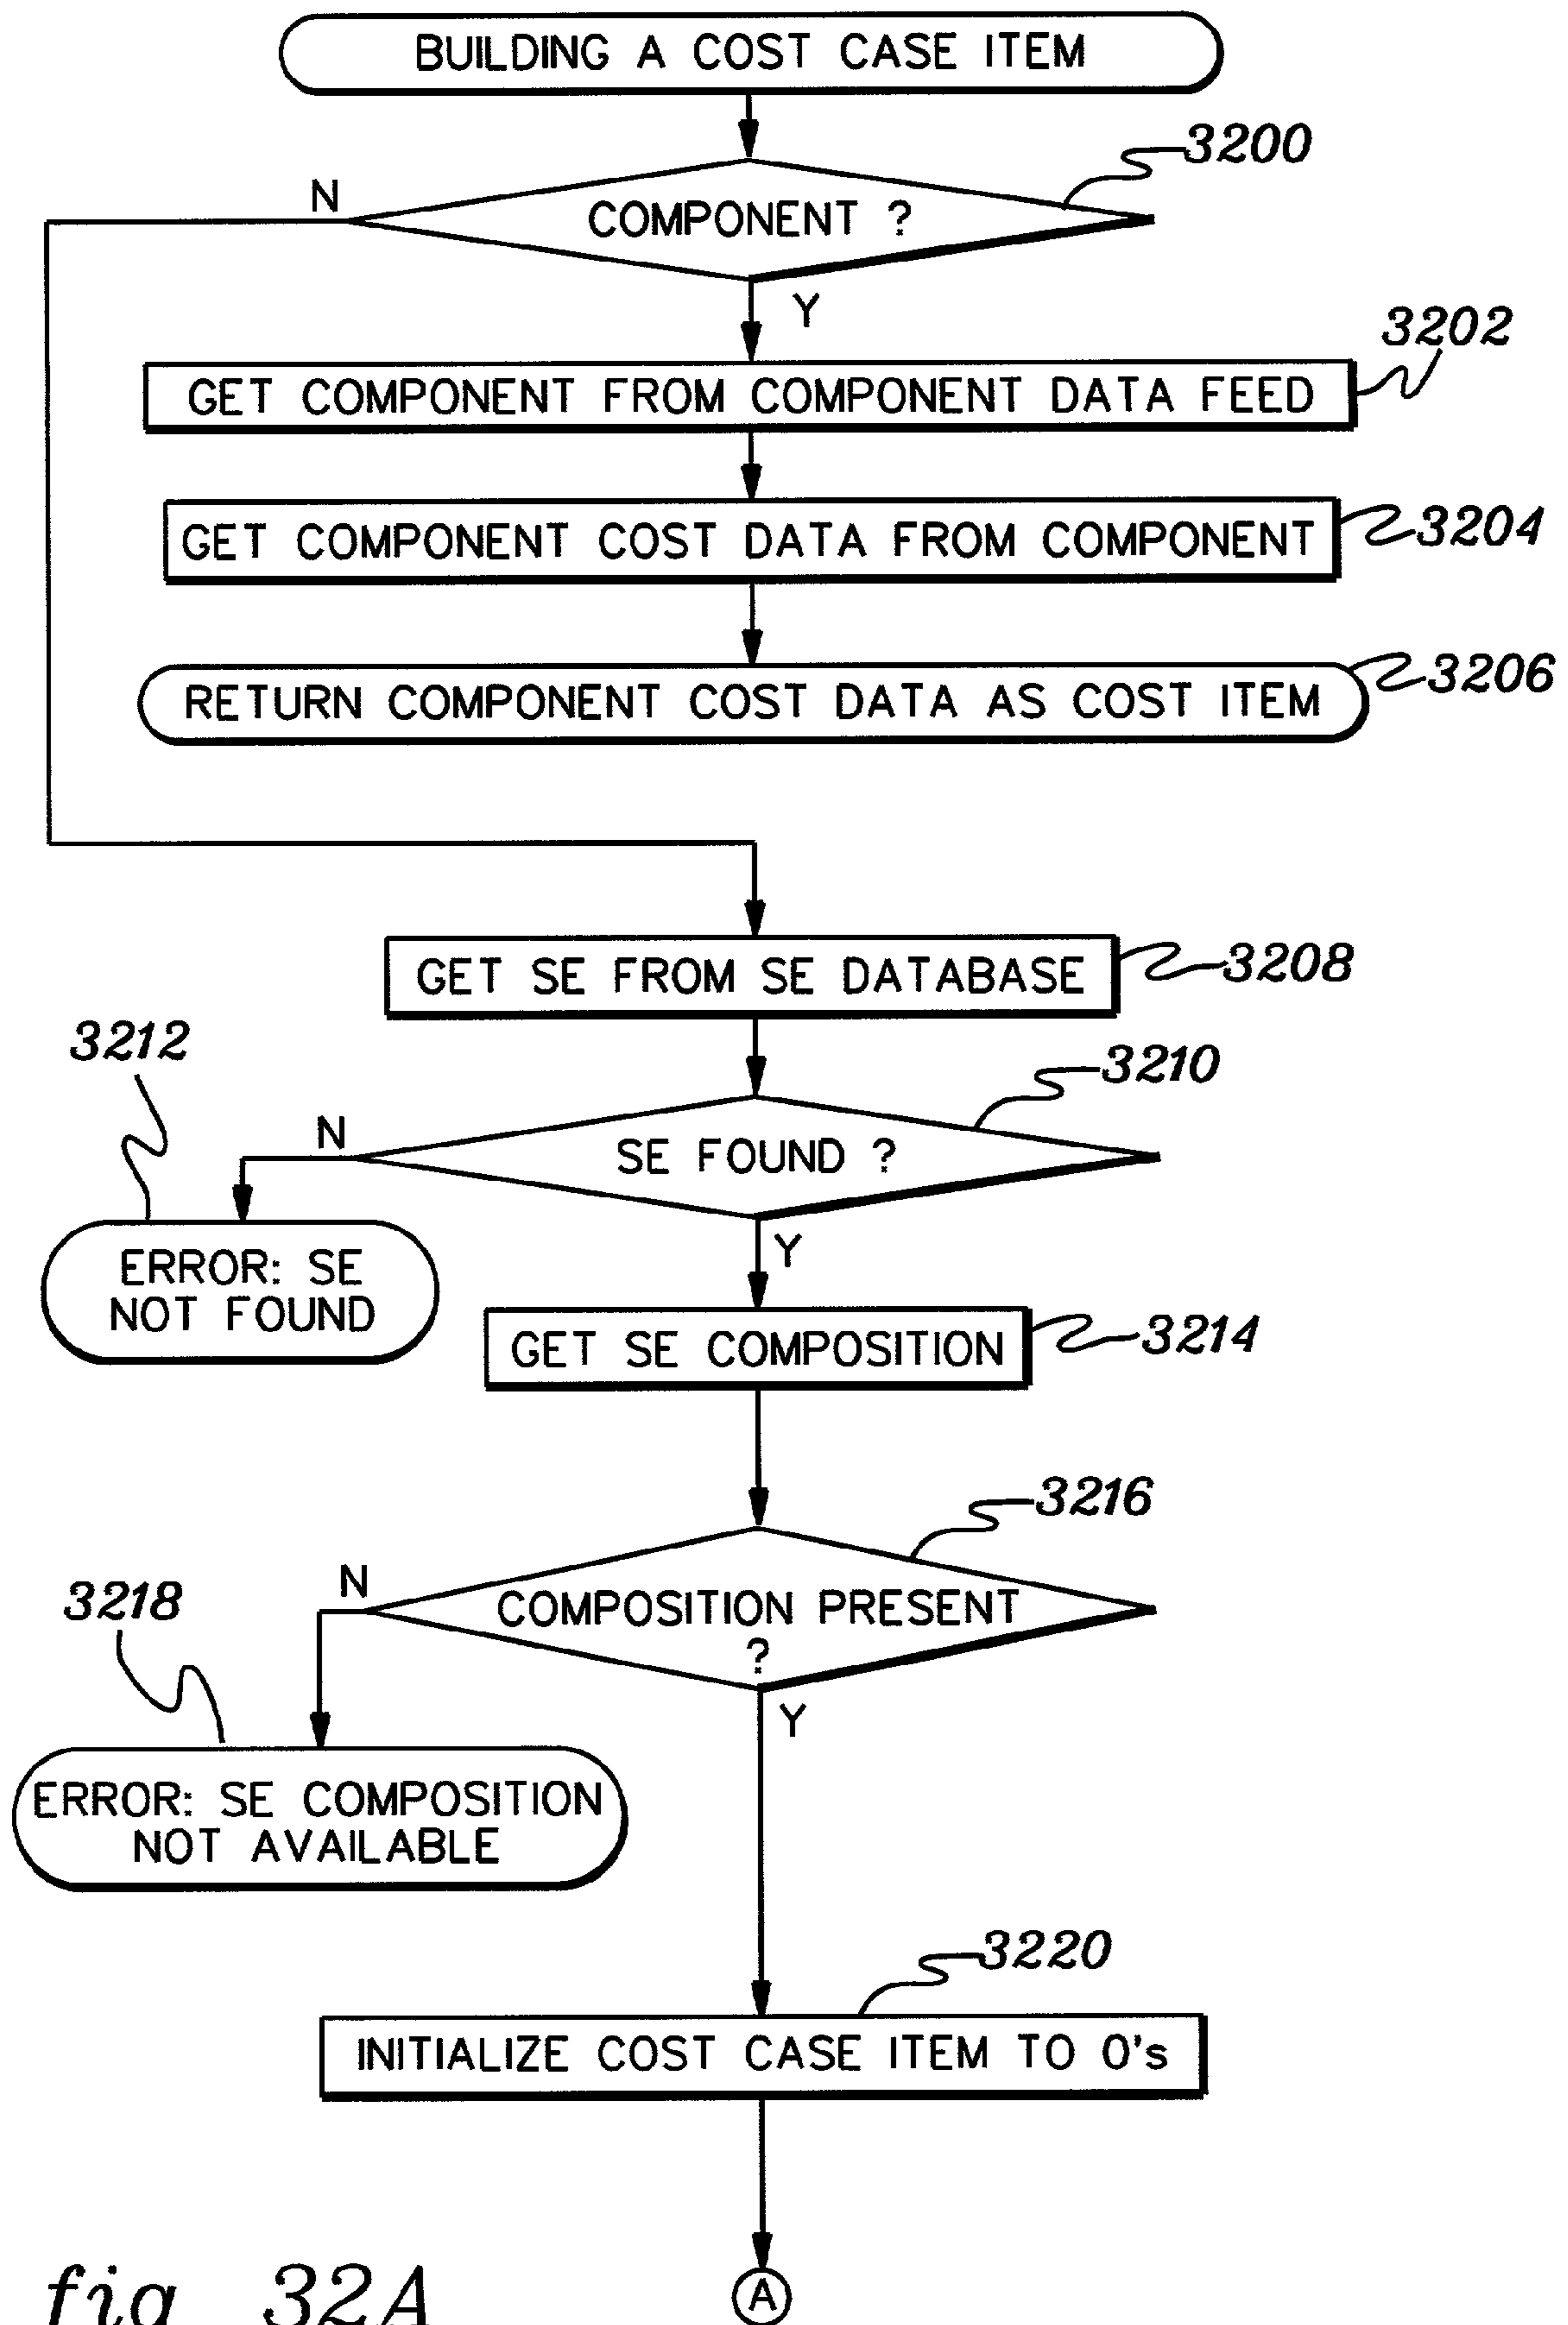 BUILDING A COST CASE ITEM
3200
N
COMPONENT ?
Y
3202
GET COMPONENT FROM COMPONENT DATA FEED
GET COMPONENT COST DATA FROM COMPONENT
3204
RETURN COMPONENT COST DATA AS COST ITEM
3206
GET SE FROM SE DATABASE
3208
3212
3210
N
SE FOUND ?
Y
ERROR: SE
NOT FOUND
GET SE COMPOSITION
3214
3216
N
3218
COMPOSITION PRESENT
?
Y
ERROR: SE COMPOSITION
NOT AVAILABLE
3220
INITIALIZE COST CASE ITEM TO 0's
A
fig 32A